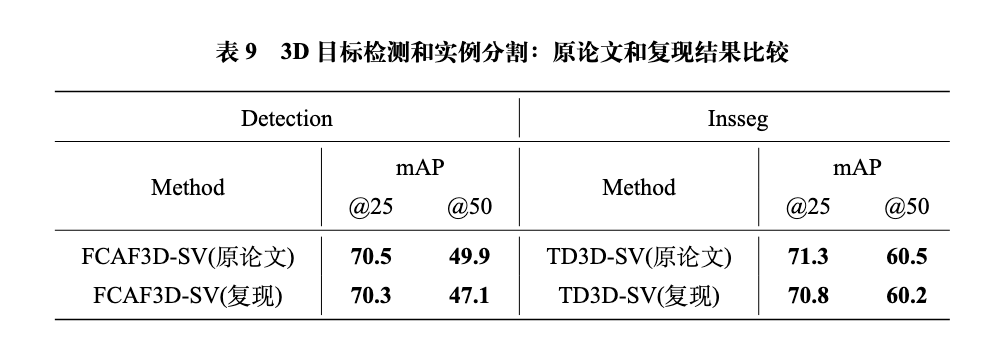 表 9 3D 目标检测和实例分割：原论文和复现结果比较
Detection Insseg
Method mAP Method mAP
@25 @50 @25 @50
FCAF3D-SV(原论文) 70.5 49.9 TD3D-SV(原论文) 71.3 60.5
FCAF3D-SV(复现) 70.3 47.1 TD3D-SV(复现) 70.8 60.2